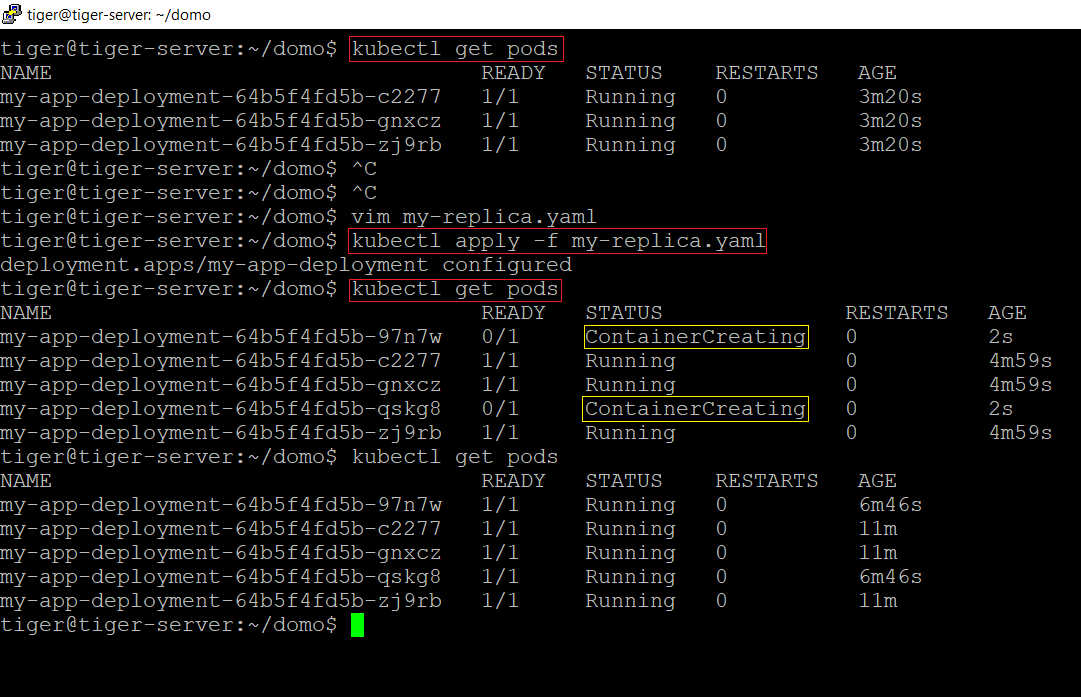 tiger@tiger-server: ~/domo
tiger@tiger-server:~/domo$ kubectl get pods
NAME READY STATUS RESTARTS AGE
my-app-deployment-64b5f4fd5b-c2277 1/1 Running 0 3m20s
my-app-deployment-64b5f4fd5b-gnxcz 1/1 Running 0 3m20s
my-app-deployment-64b5f4fd5b-zj9rb 1/1 Running 0 3m20s
tiger@tiger-server:~/domo$ ^C
tiger@tiger-server:~/domo$ ^C
tiger@tiger-server:~/domo$ vim my-replica.yaml
tiger@tiger-server:~/domo$ kubectl apply -f my-replica.yaml
deployment.apps/my-app-deployment configured
tiger@tiger-server:~/domo$ kubectl get pods
NAME READY STATUS RESTARTS AGE
my-app-deployment-64b5f4fd5b-97n7w 0/1 ContainerCreating 0 2s
my-app-deployment-64b5f4fd5b-c2277 1/1 Running 0 4m59s
my-app-deployment-64b5f4fd5b-gnxcz 1/1 Running 0 4m59s
my-app-deployment-64b5f4fd5b-qskg8 0/1 ContainerCreating 0 2s
my-app-deployment-64b5f4fd5b-zj9rb 1/1 Running 0 4m59s
tiger@tiger-server:~/domo$ kubectl get pods
NAME READY STATUS RESTARTS AGE
my-app-deployment-64b5f4fd5b-97n7w 1/1 Running 0 6m46s
my-app-deployment-64b5f4fd5b-c2277 1/1 Running 0 11m
my-app-deployment-64b5f4fd5b-gnxcz 1/1 Running 0 11m
my-app-deployment-64b5f4fd5b-qskg8 1/1 Running 0 6m46s
my-app-deployment-64b5f4fd5b-zj9rb 1/1 Running 0 11m
tiger@tiger-server:~/domo$